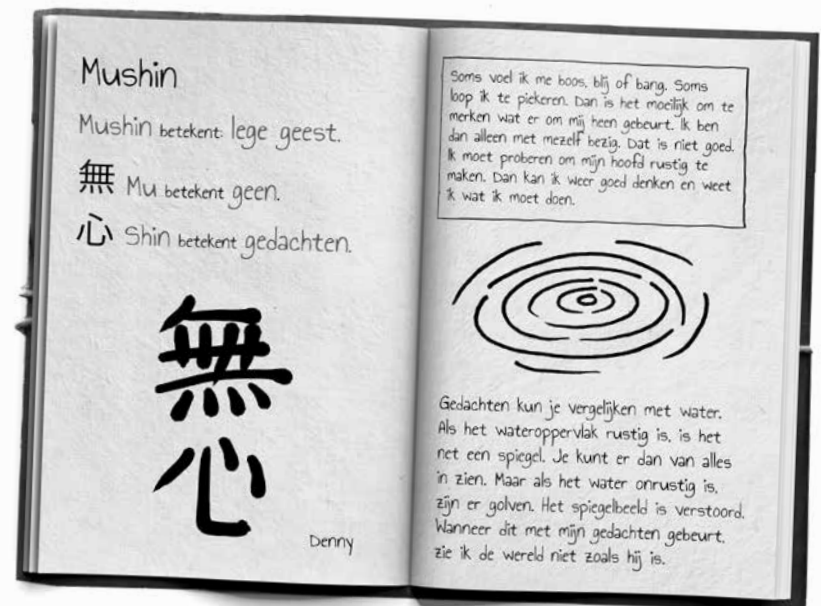 Mushin
Mushin betekent: lege geest.
無 Mu betekent geen.
心 Shin betekent gedachten.
無
心
Denny
Soms voel ik me boos, blij of bang. Soms
loop ik te piekeren. Dan is het moeilijk om te
merken wat er om mij heen gebeurt. Ik ben
dan alleen met mezelf bezig. Dat is niet goed.
Ik moet proberen om mijn hoofd rustig te
maken. Dan kan ik weer goed denken en weet
ik wat ik moet doen.
Gedachten kun je vergelijken met water.
Als het wateroppervlak rustig is, is het
net een spiegel. Je kunt er dan van alles
in zien. Maar als het water onrustig is,
zijn er golven. Het spiegelbeeld is verstoord.
Wanneer dit met mijn gedachten gebeurt,
zie ik de wereld niet zoals hij is.